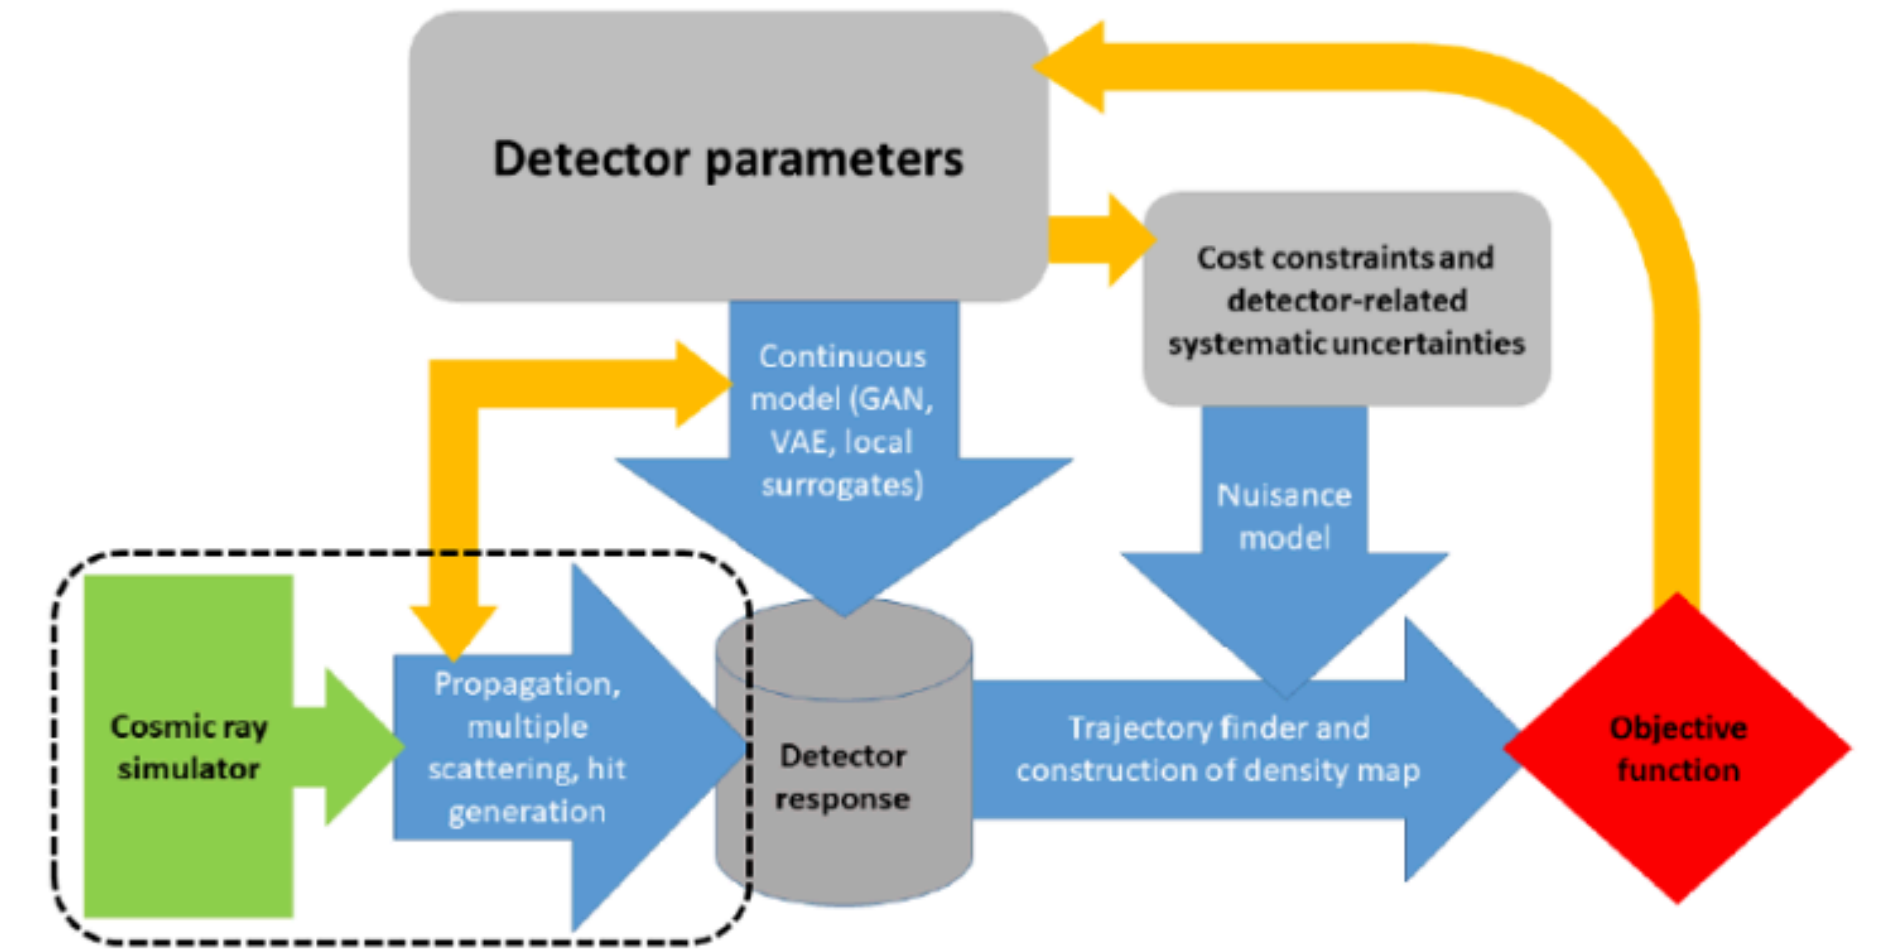 Detector parameters
Cost constraints and
detector-related
systematic uncertainties
Continuous
model (GAN,
VAE, local
surrogates)
Nuisance
model
Cosmic ray
simulator
Propagation,
multiple
scattering, hit
generation
Detector
response
Trajectory finder and
construction of density map
Objective
function